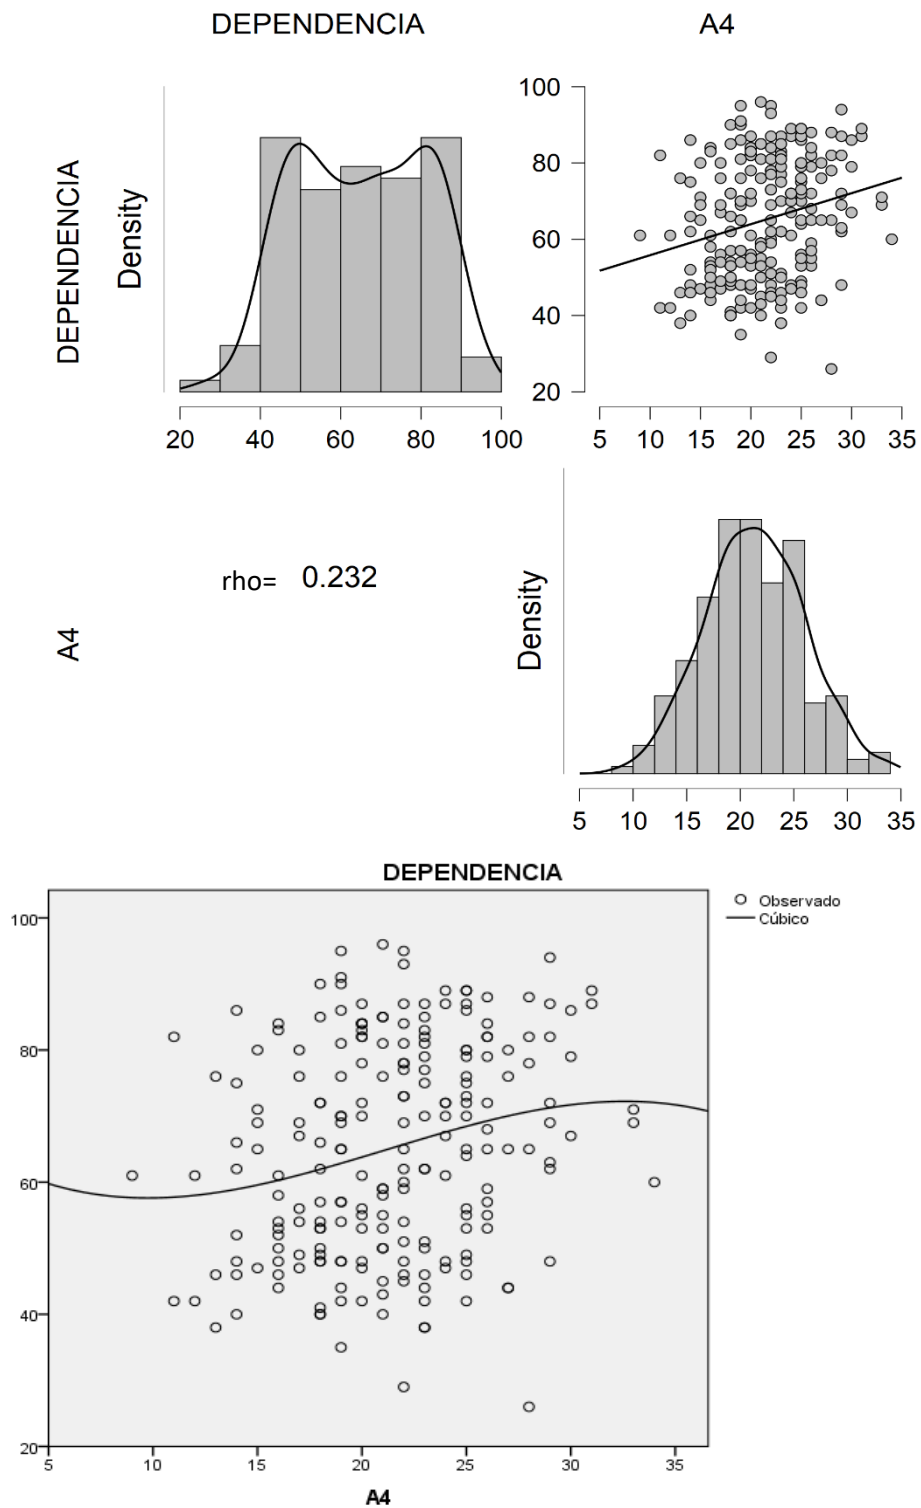 DEPENDENCIA A4
DEPENDENCIA
Density
20 40 60 80 100
100
80
60
40
20
5 10 15 20 25 30 35
A4
rho= 0.232
Density
5 10 15 20 25 30 35
DEPENDENCIA
Observado
Cúbico
100
80
60
40
20
5 10 15 20 25 30 35
A4